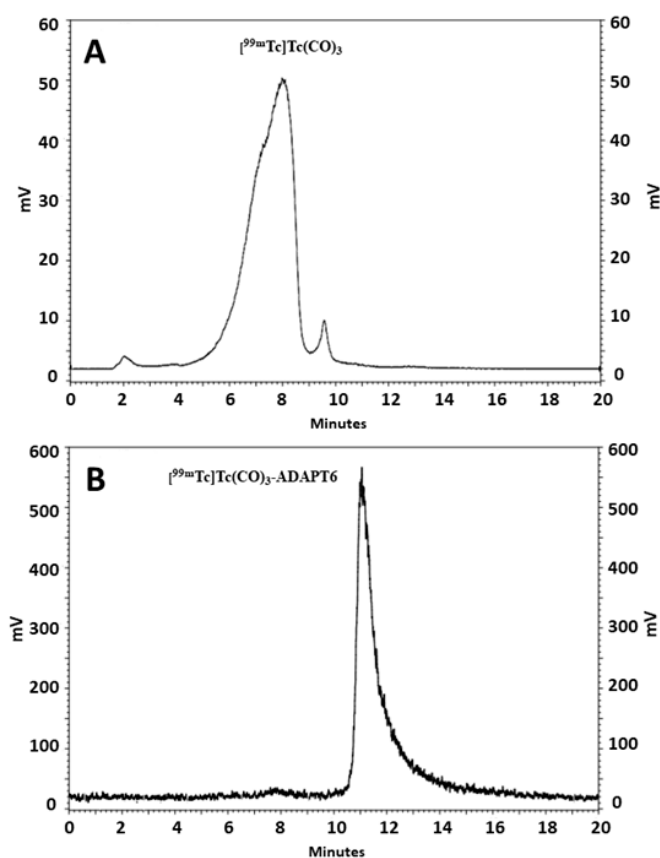 A
[⁹⁹ᵐTc]Tc(CO)₃
60 60
50 50
40 40
30 30
20 20
10 10
0 0
mV mV
0 2 4 6 8 10 12 14 16 18 20
Minutes
B
[⁹⁹ᵐTc]Tc(CO)₃-ADAPT6
600 600
500 500
400 400
300 300
200 200
100 100
0 0
mV mV
0 2 4 6 8 10 12 14 16 18 20
Minutes